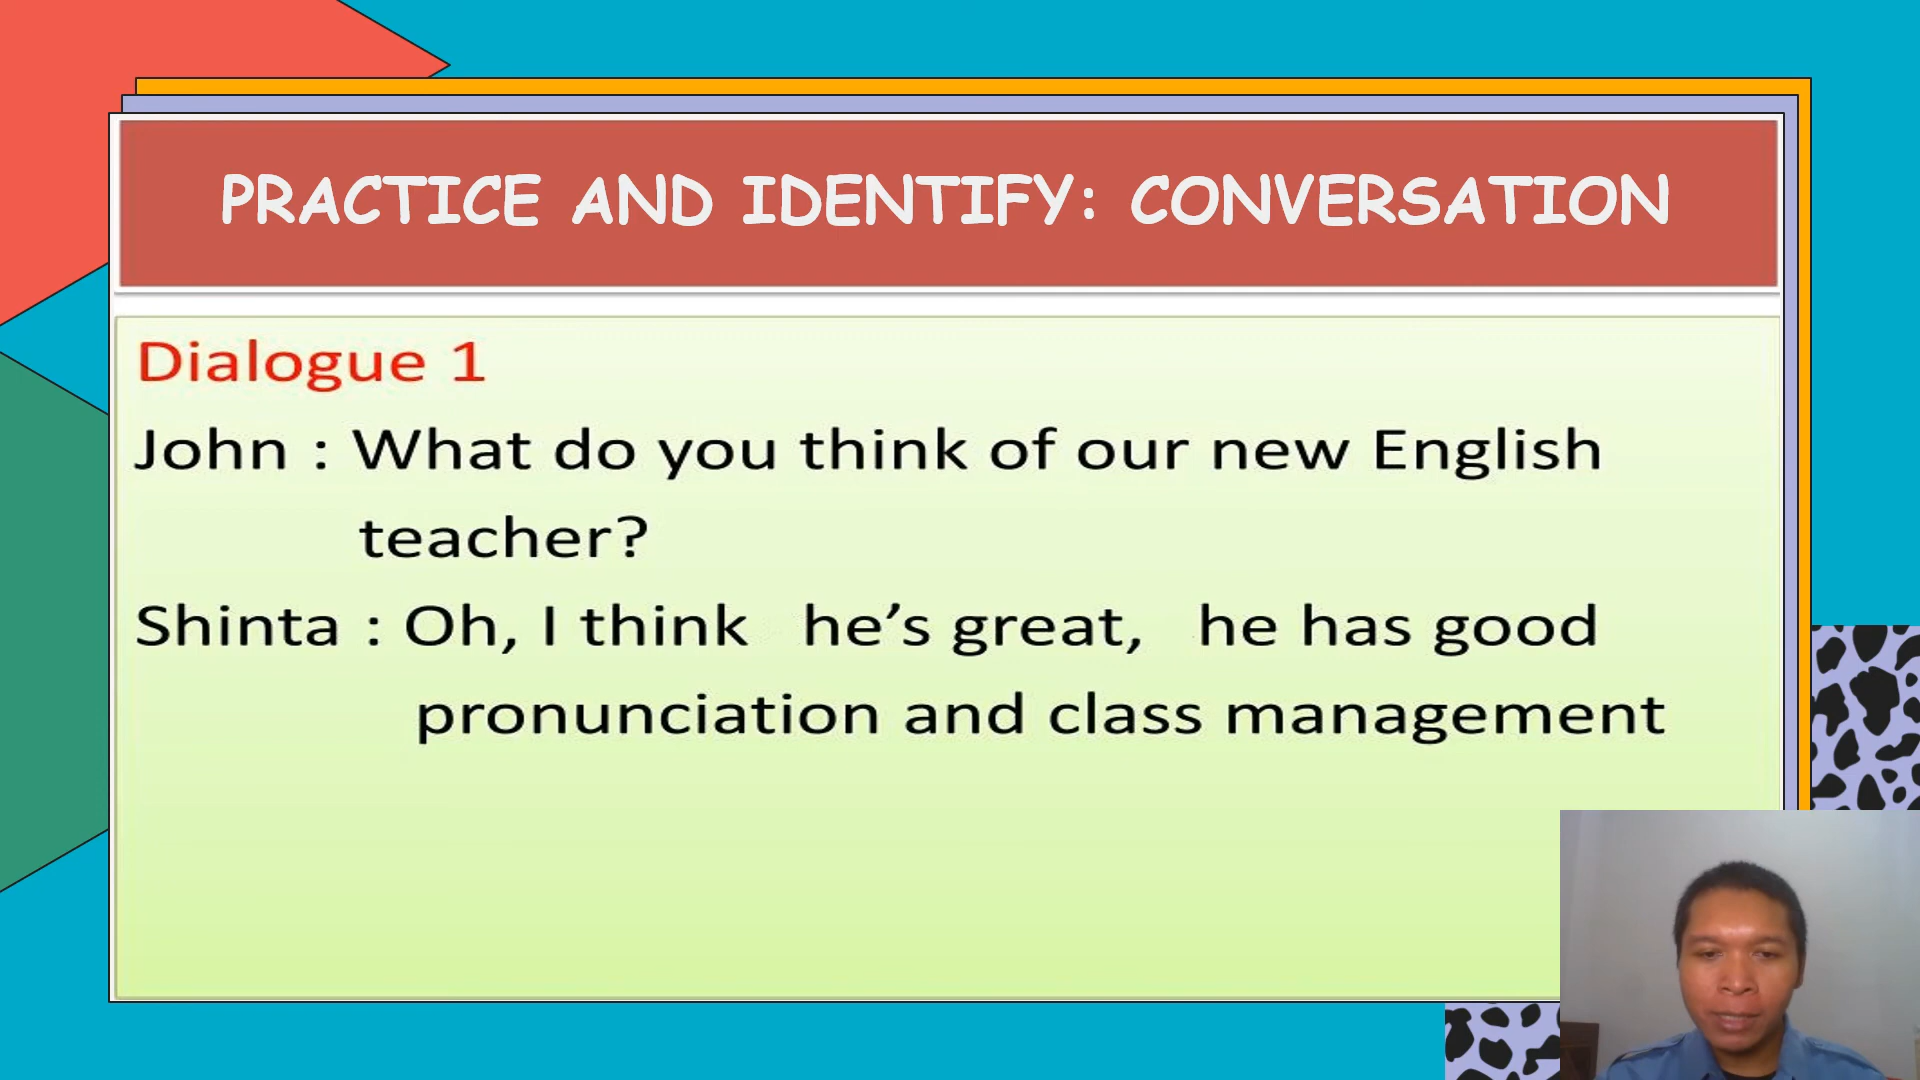 PRACTICE AND IDENTIFY: CONVERSATION
Dialogue 1
John : What do you think of our new English
teacher?
Shinta : Oh, I think he’s great, he has good
pronunciation and class management